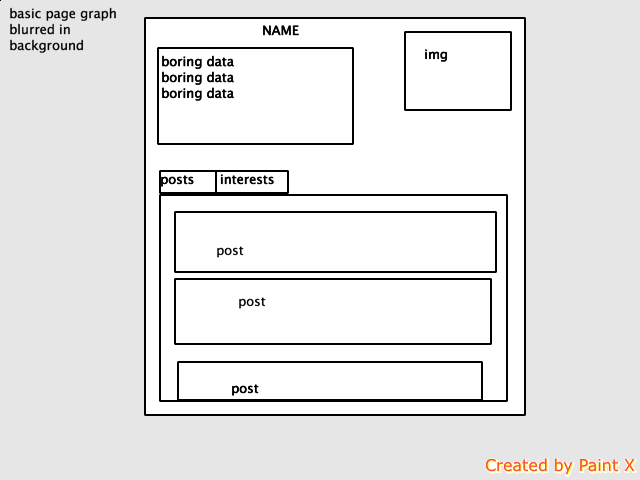 basic page graph
blurred in
background
NAME
img
boring data
boring data
boring data
posts
interests
post
post
post
Created by Paint X